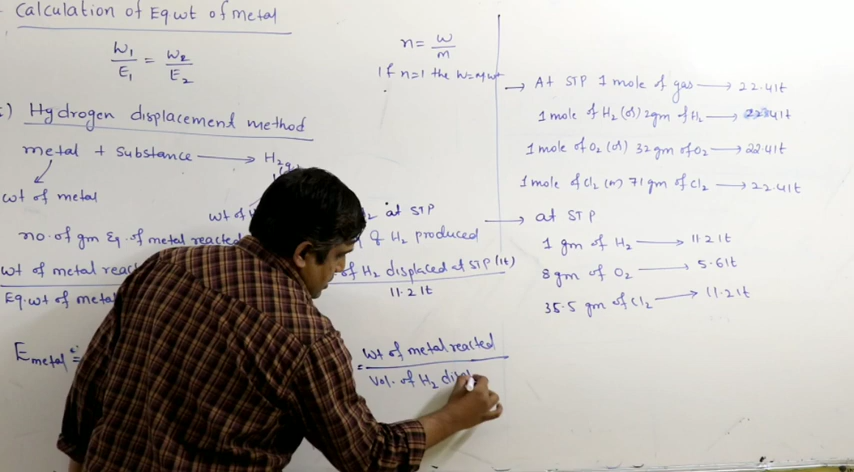 Calculation of Eq wt of metal
W1/E1 = W2/E2
) Hydrogen displacement method
metal + Substance → H2
wt of metal
wt of
2 at STP
no. of gm Eq. of metal reacted
of H2 produced
wt of metal reac
of H2 displaced at STP (lt)
Eq. wt of meta
11.2 lt
E metal =
= wt of metal reacted
Vol. of H2 displ
n = w/m
If n=1 the w=m wt
→ At STP 1 mole of gas → 22.4 lt
1 mole of H2 (or) 2gm of H2 → 22.4 lt
1 mole of O2 (or) 32 gm of O2 → 22.4 lt
1 mole of Cl2 (or) 71 gm of Cl2 → 22.4 lt
→ at STP
1 gm of H2 → 11.2 lt
8 gm of O2 → 5.6 lt
35.5 gm of Cl2 → 11.2 lt